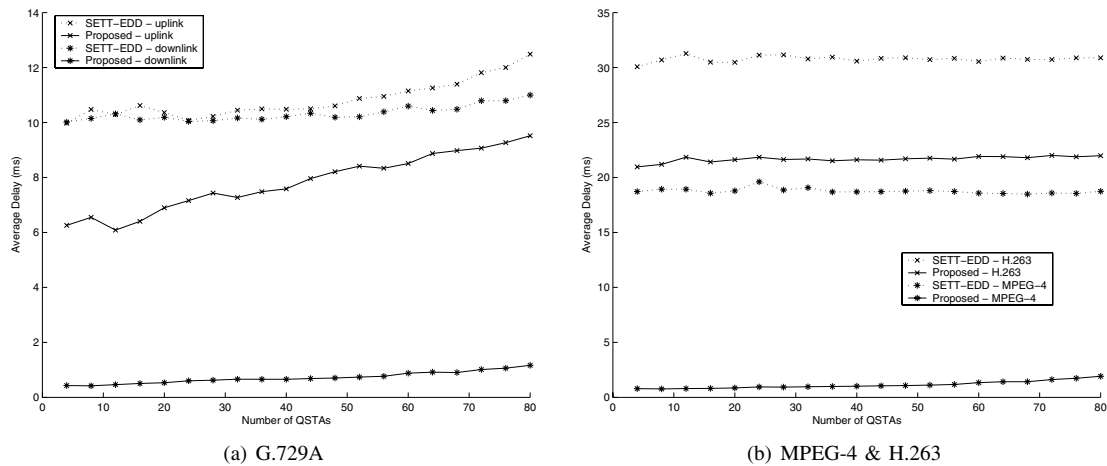 14
12
10
8
6
4
2
0
Average Delay (ms)
SETT-EDD - uplink
Proposed - uplink
SETT-EDD - downlink
Proposed - downlink
0 10 20 30 40 50 60 70 80
Number of QSTAs
(a) G.729A
35
30
25
20
15
10
5
0
Average Delay (ms)
SETT-EDD - H.263
Proposed - H.263
SETT-EDD - MPEG-4
Proposed - MPEG-4
0 10 20 30 40 50 60 70 80
Number of QSTAs
(b) MPEG-4 & H.263